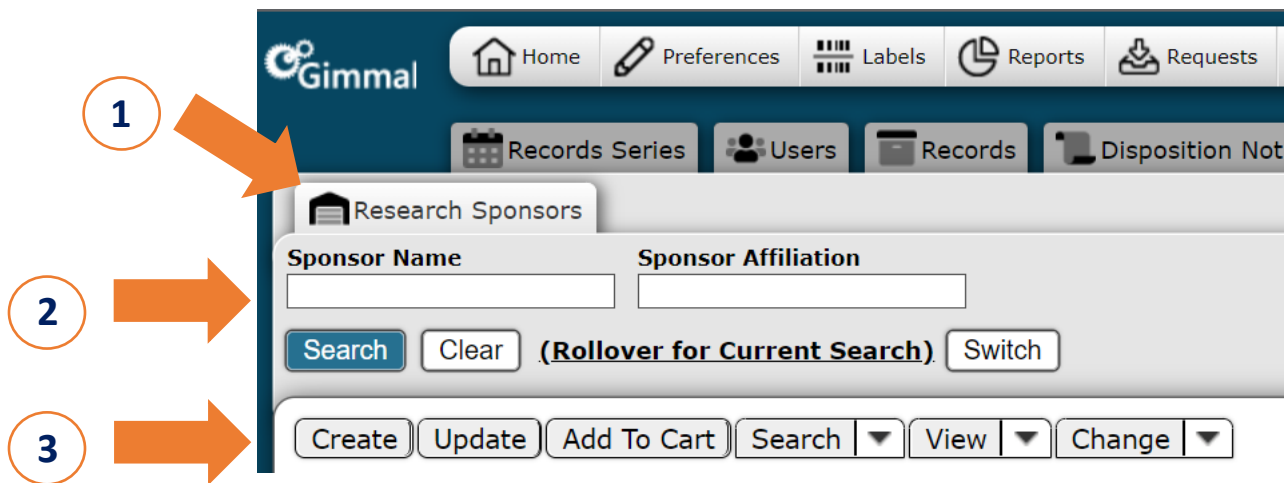 Gimmal
Home Preferences Labels Reports Requests
1
Records Series Users Records Disposition Not
Research Sponsors
Sponsor Name Sponsor Affiliation
2
Search Clear (Rollover for Current Search) Switch
3
Create Update Add To Cart Search View Change